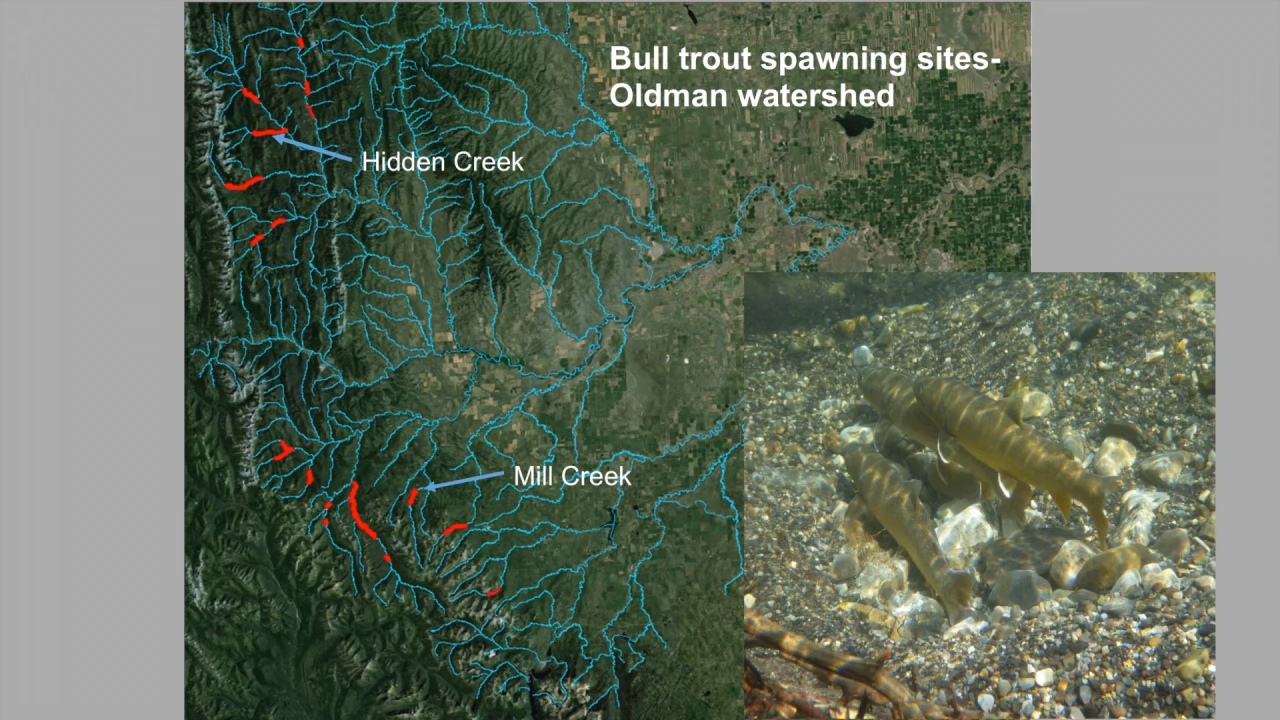 Bull trout spawning sites-
Oldman watershed
Hidden Creek
Mill Creek